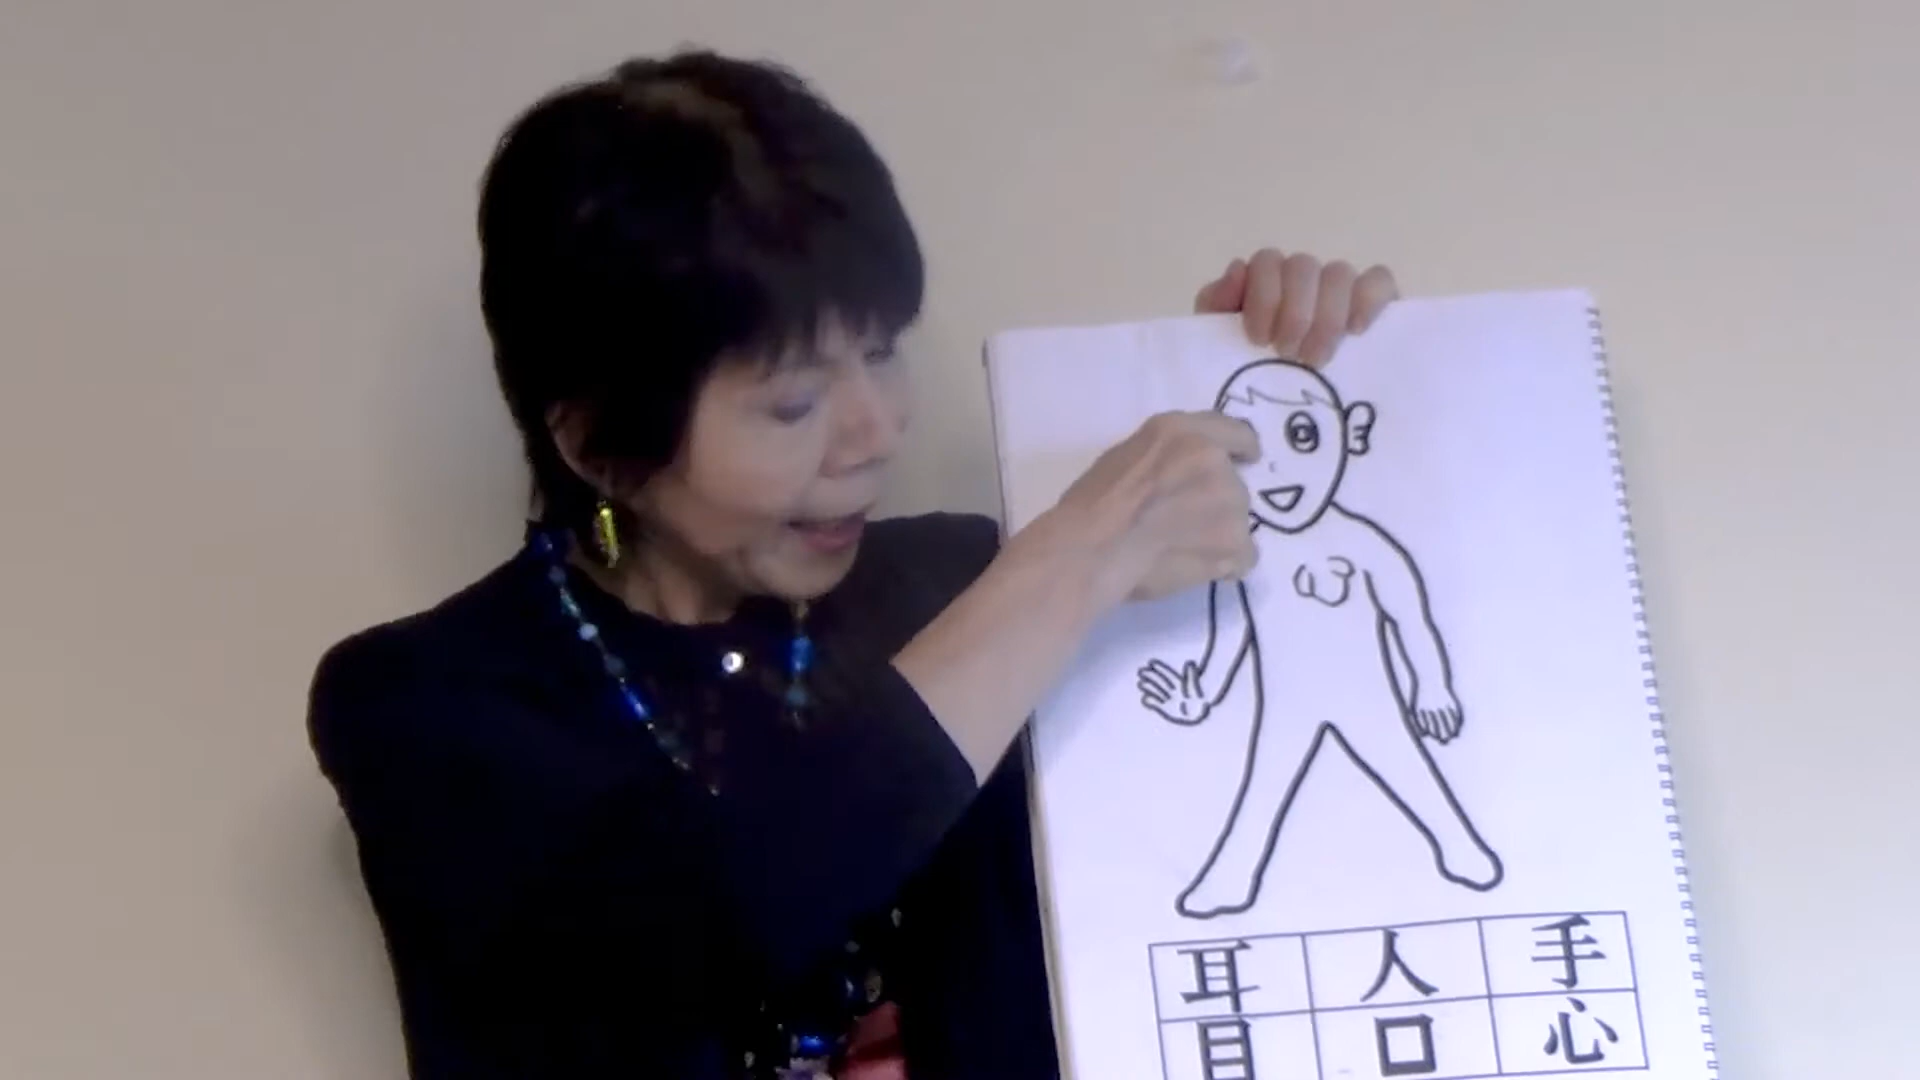 耳 人 手
目 口 心